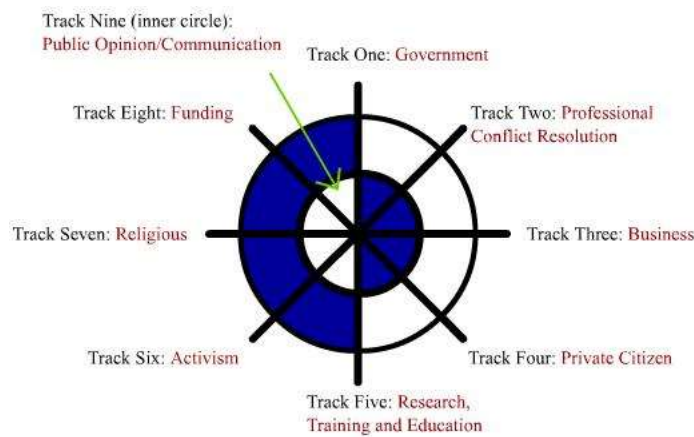 Track Nine (inner circle):
Public Opinion/Communication
Track One: Government
Track Eight: Funding
Track Two: Professional
Conflict Resolution
Track Seven: Religious
Track Three: Business
Track Six: Activism
Track Four: Private Citizen
Track Five: Research,
Training and Education